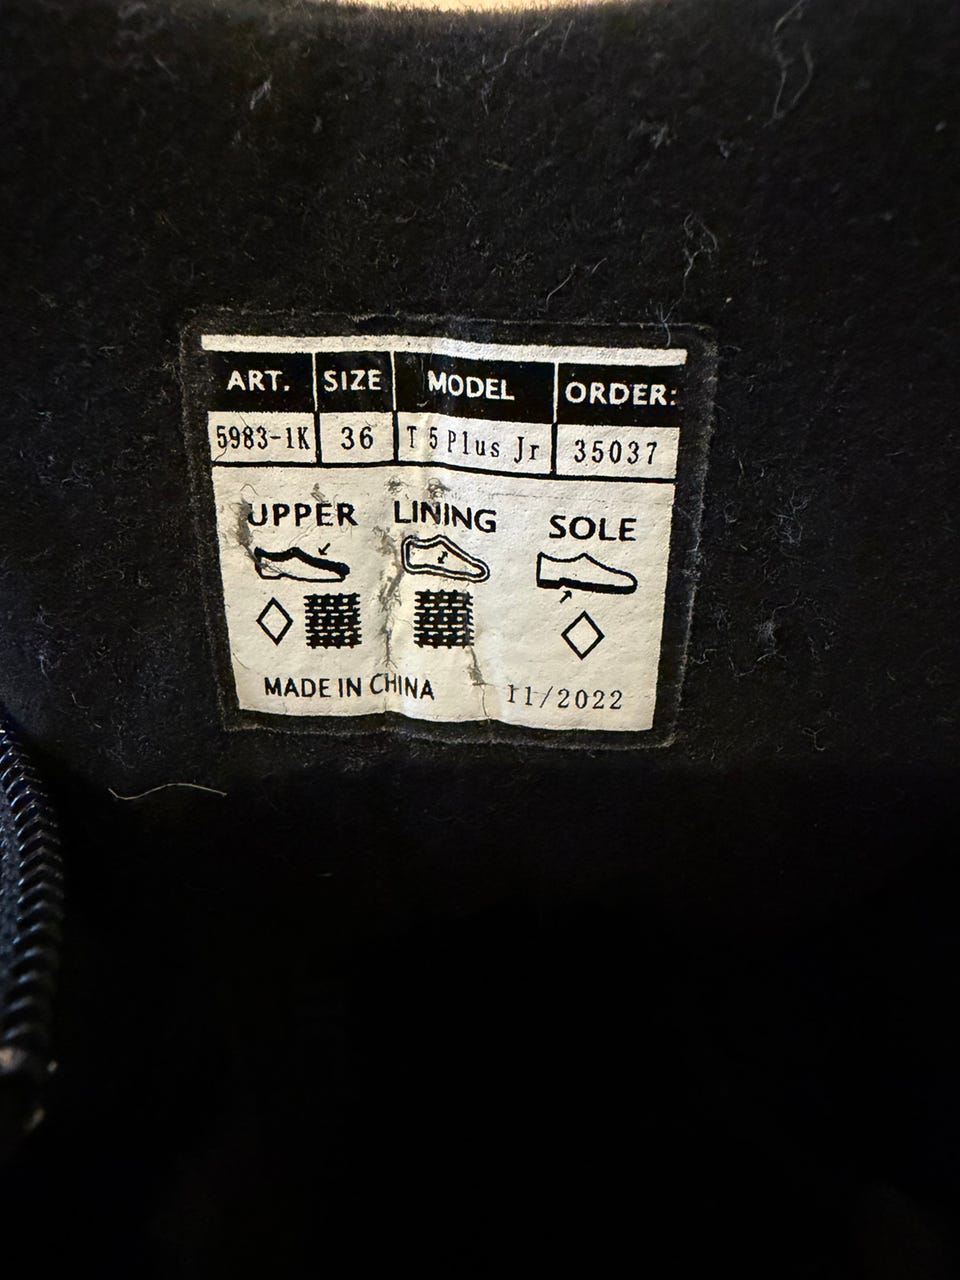 ART. SIZE MODEL ORDER:
5983-1K 36 T 5 Plus Jr 35037
UPPER LINING SOLE
MADE IN CHINA 11/2022